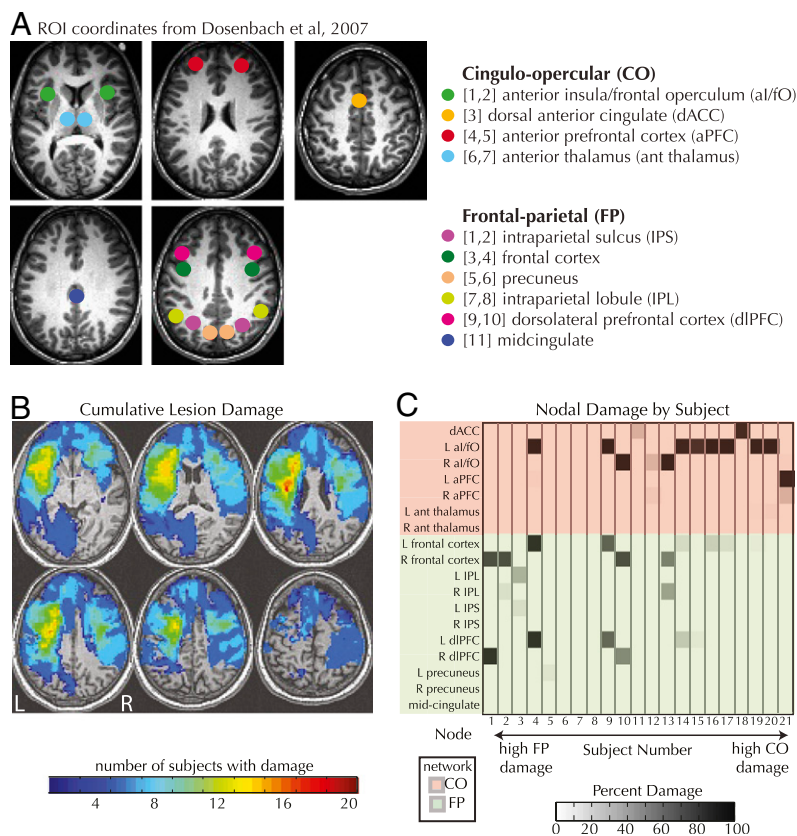 A ROI coordinates from Dosenbach et al, 2007
Cingulo-opercular (CO)
[1,2] anterior insula/frontal operculum (aI/fO)
[3] dorsal anterior cingulate (dACC)
[4,5] anterior prefrontal cortex (aPFC)
[6,7] anterior thalamus (ant thalamus)
Frontal-parietal (FP)
[1,2] intraparietal sulcus (IPS)
[3,4] frontal cortex
[5,6] precuneus
[7,8] intraparietal lobule (IPL)
[9,10] dorsolateral prefrontal cortex (dlPFC)
[11] midcingulate
B Cumulative Lesion Damage
L R
number of subjects with damage
4 8 12 16 20
C Nodal Damage by Subject
dACC
L aI/fO
R aI/fO
L aPFC
R aPFC
L ant thalamus
R ant thalamus
L frontal cortex
R frontal cortex
L IPL
R IPL
L IPS
R IPS
L dlPFC
R dlPFC
L precuneus
R precuneus
mid-cingulate
1 2 3 4 5 6 7 8 9 10 11 12 13 14 15 16 17 18 19 20 21
Node
high FP damage
Subject Number
high CO damage
network
CO
FP
Percent Damage
0 20 40 60 80 100